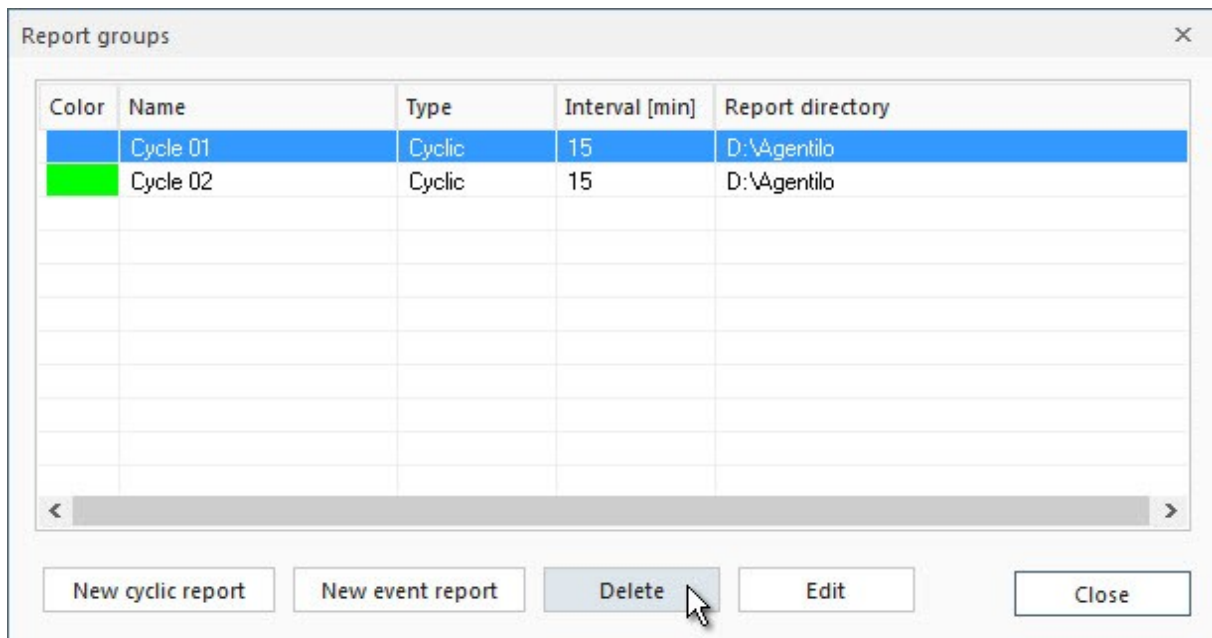 Report groups
Color Name Type Interval [min] Report directory
Cycle 01 Cyclic 15 D:\Agentilo
Cycle 02 Cyclic 15 D:\Agentilo
New cyclic report New event report Delete Edit Close